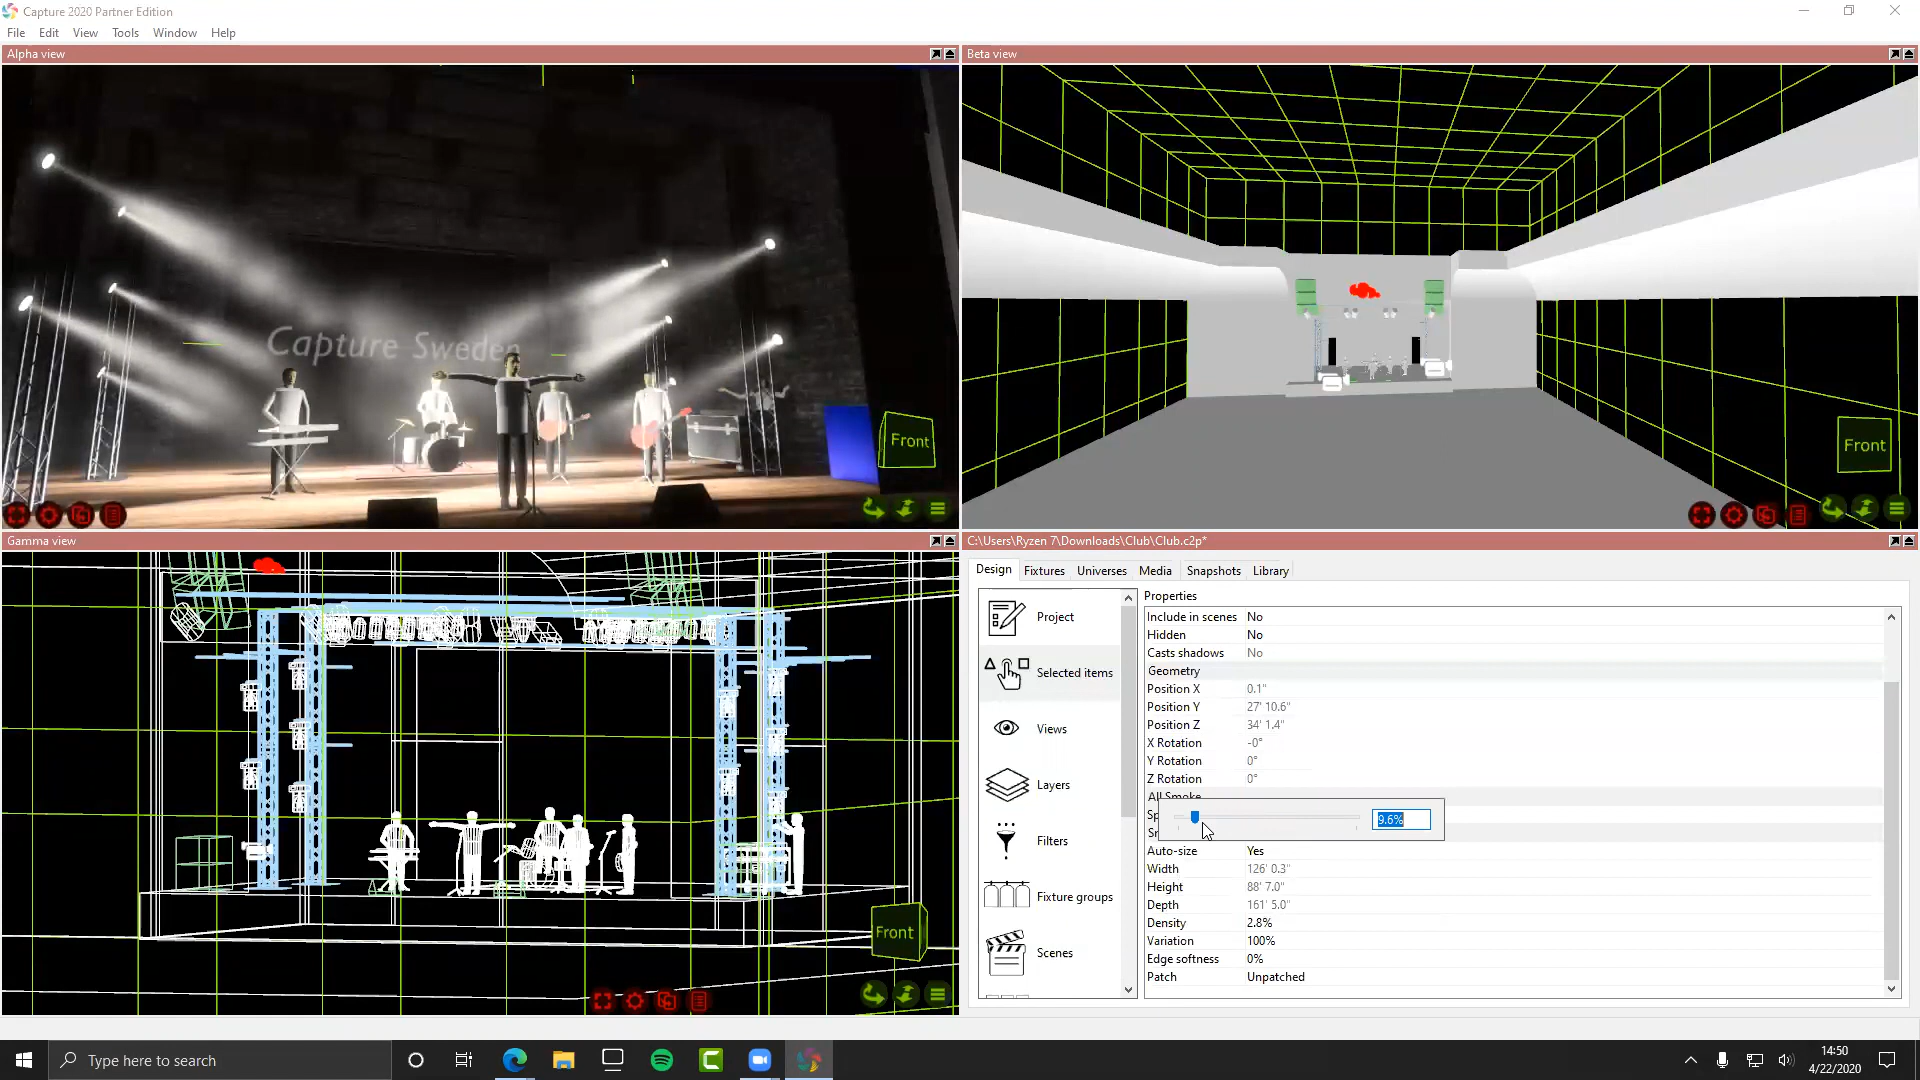 Capture 2020 Partner Edition
File Edit View Tools Window Help
Alpha view
Beta view
Capture Sweden
Front
Front
Gamma view
Front
C:\Users\Ryzen 7\Downloads\Club\Club.c2p*
Design Fixtures Universes Media Snapshots Library
Project
Selected items
Views
Layers
Filters
Fixture groups
Scenes
Properties
Include in scenes No
Hidden No
Casts shadows No
Geometry
Position X 0.1"
Position Y 27' 10.6"
Position Z 34' 1.4"
X Rotation -0°
Y Rotation 0°
Z Rotation 0°
All Smoke
Sp
9.6%
Auto-size Yes
Width 126' 0.3"
Height 88' 7.0"
Depth 161' 5.0"
Density 2.8%
Variation 100%
Edge softness 0%
Patch Unpatched
Type here to search
14:50
4/22/2020